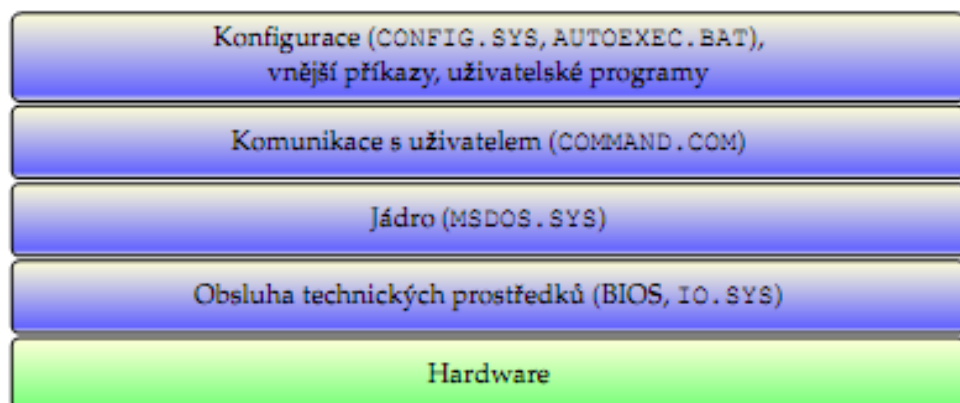 Konfigurace (CONFIG.SYS, AUTOEXEC.BAT),
vnější příkazy, uživatelské programy
Komunikace s uživatelem (COMMAND.COM)
Jádro (MSDOS.SYS)
Obsluha technických prostředků (BIOS, IO.SYS)
Hardware